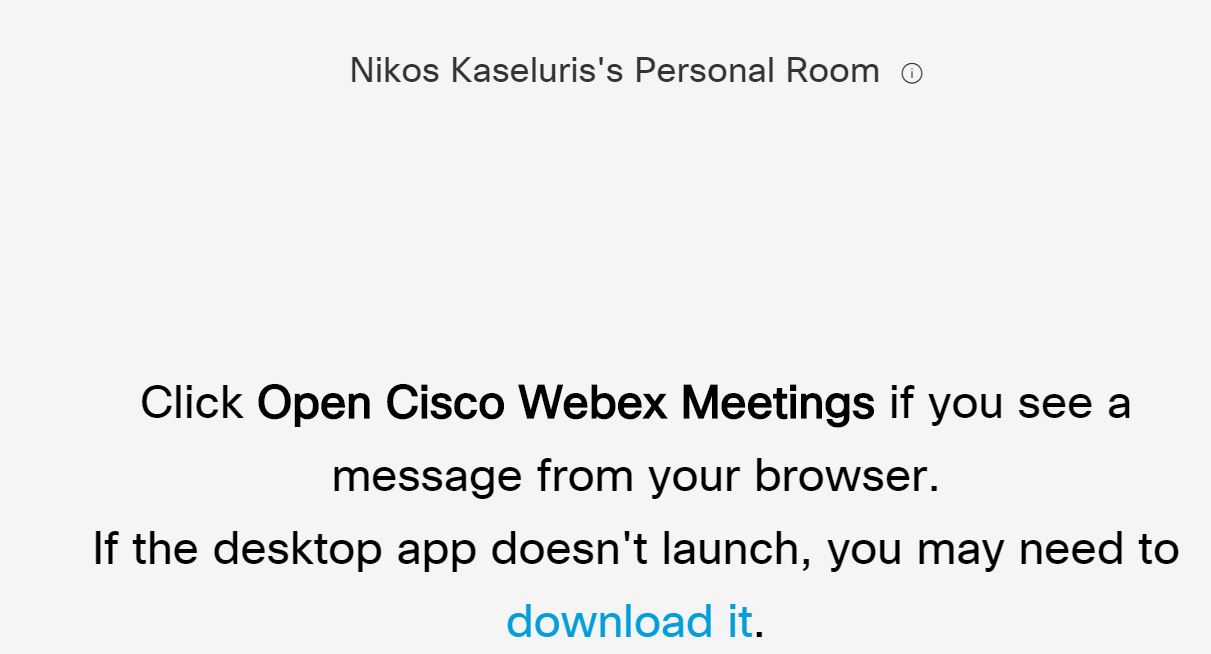 Nikos Kaseluris's Personal Room
Click Open Cisco Webex Meetings if you see a
message from your browser.
If the desktop app doesn't launch, you may need to
download it.